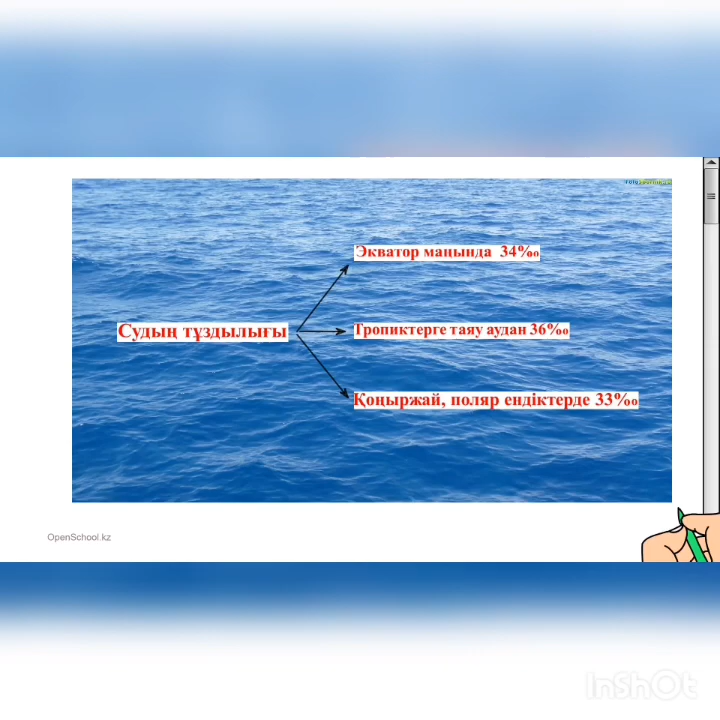 Экватор маңында 34‰
Судың тұздылығы
Тропиктерге таяу аудан 36‰
Қоңыржай, поляр ендіктерде 33‰
OpenSchool.kz
InShOt